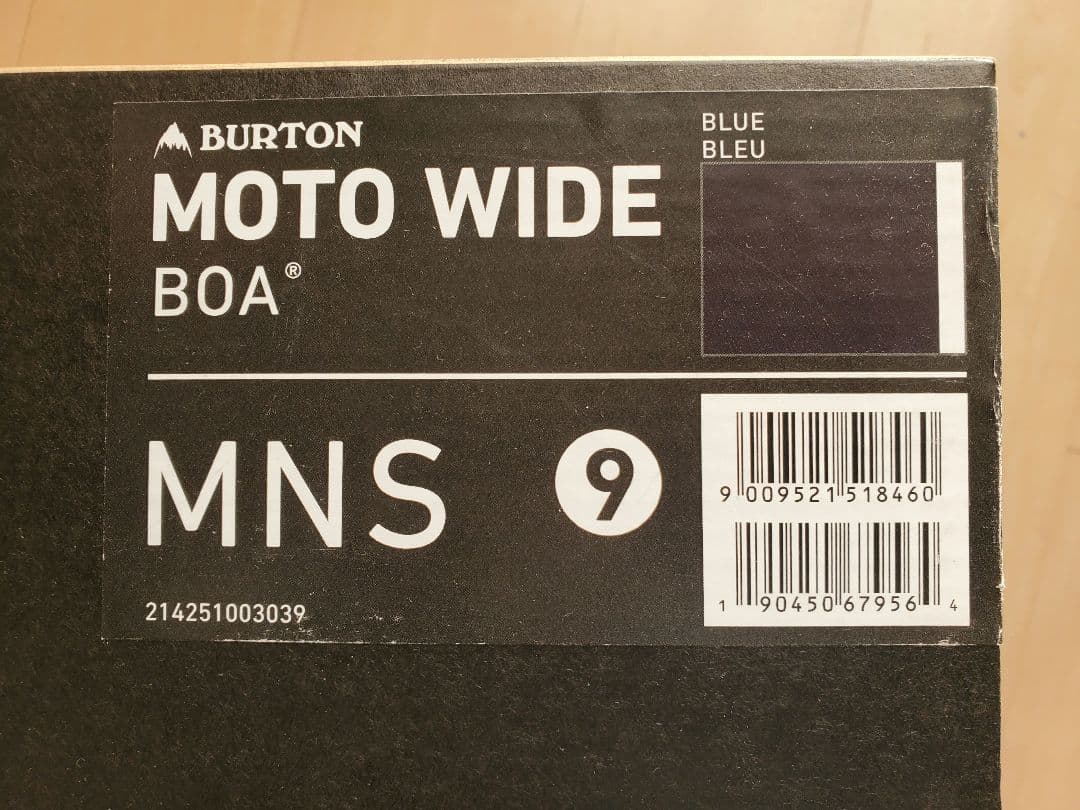 BURTON
MOTO WIDE
BOA®
BLUE
BLEU
MNS 9
9 009521 518460
1 90450 67956 4
214251003039